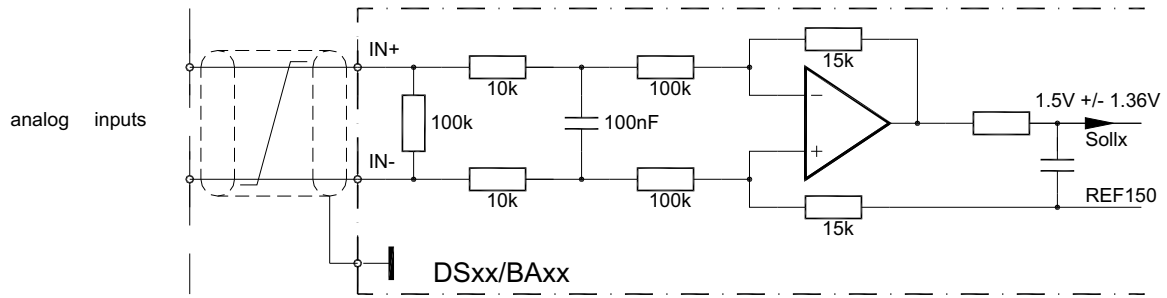 IN+
10k
100k
15k
analog inputs
100k
100nF
−
+
1.5V +/- 1.36V
Sollx
IN-
10k
100k
15k
REF150
DSxx/BAxx